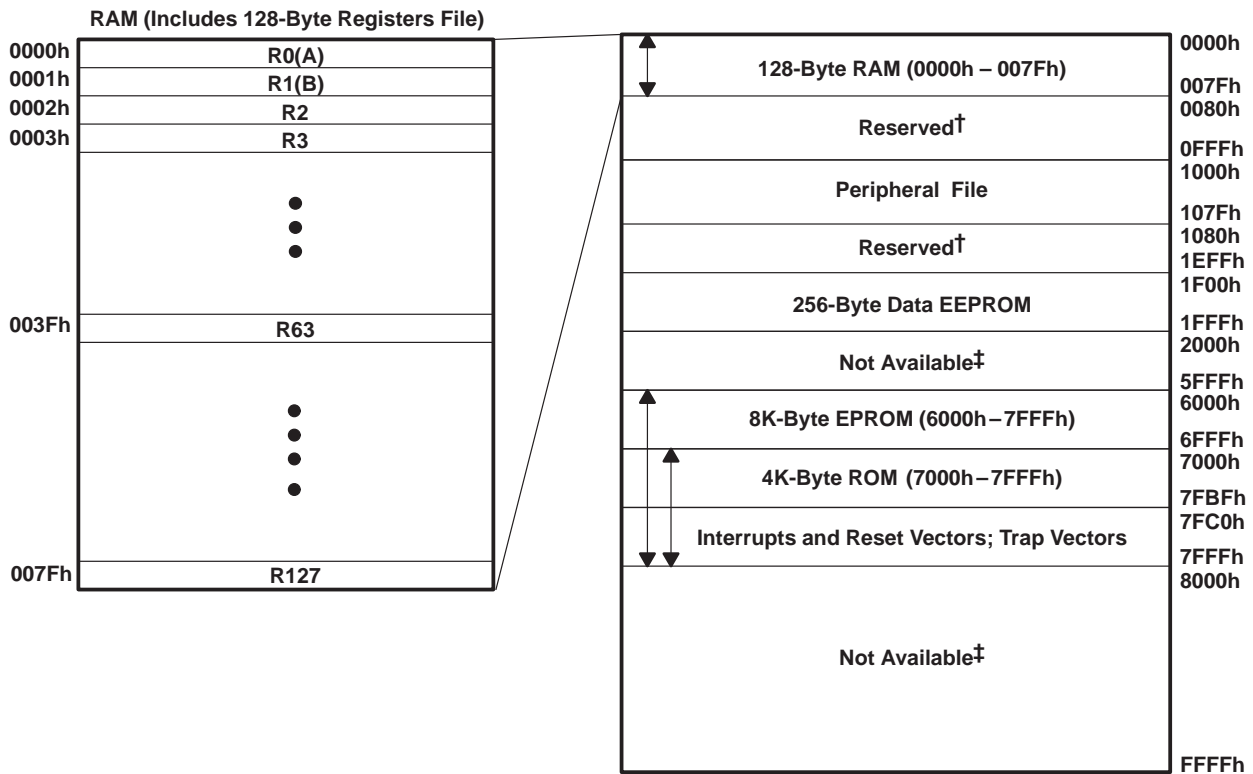 RAM (Includes 128-Byte Registers File)
0000h
R0(A)
0001h
R1(B)
0002h
R2
0003h
R3
003Fh
R63
007Fh
R127
0000h
128-Byte RAM (0000h – 007Fh)
007Fh
0080h
Reserved†
0FFFh
1000h
Peripheral File
107Fh
1080h
Reserved†
1EFFh
1F00h
256-Byte Data EEPROM
1FFFh
2000h
Not Available‡
5FFFh
6000h
8K-Byte EPROM (6000h–7FFFh)
6FFFh
7000h
4K-Byte ROM (7000h–7FFFh)
7FBFh
7FC0h
Interrupts and Reset Vectors; Trap Vectors
7FFFh
8000h
Not Available‡
FFFFh